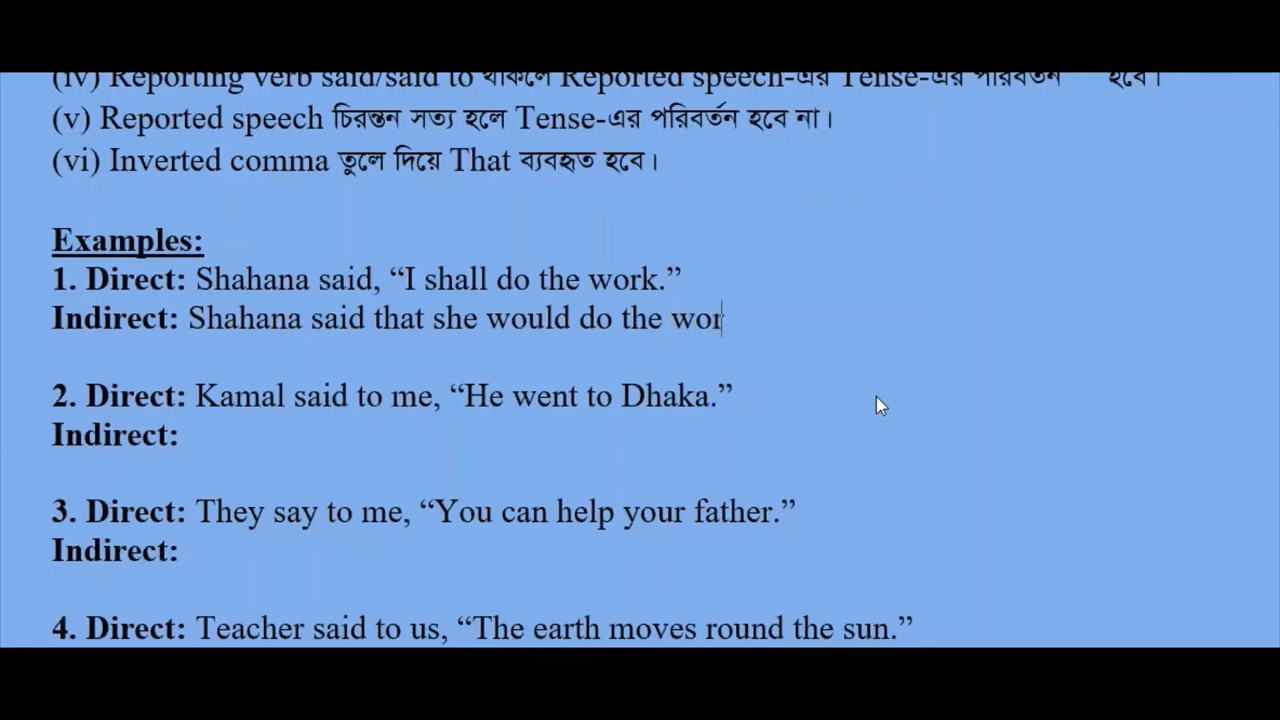 (iv) Reporting verb said/said to থাকলে Reported speech-এর Tense-এর পরিবর্তন হবে।
(v) Reported speech চিরন্তন সত্য হলে Tense-এর পরিবর্তন হবে না।
(vi) Inverted comma তুলে দিয়ে That ব্যবহৃত হবে।
Examples:
1. Direct: Shahana said, “I shall do the work.”
Indirect: Shahana said that she would do the wor
2. Direct: Kamal said to me, “He went to Dhaka.”
Indirect:
3. Direct: They say to me, “You can help your father.”
Indirect:
4. Direct: Teacher said to us, “The earth moves round the sun.”